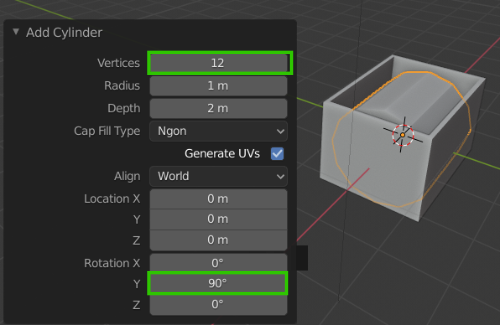 Add Cylinder
Vertices 12
Radius 1 m
Depth 2 m
Cap Fill Type Ngon
Generate UVs
Align World
Location X 0 m
Y 0 m
Z 0 m
Rotation X 0°
Y 90°
Z 0°